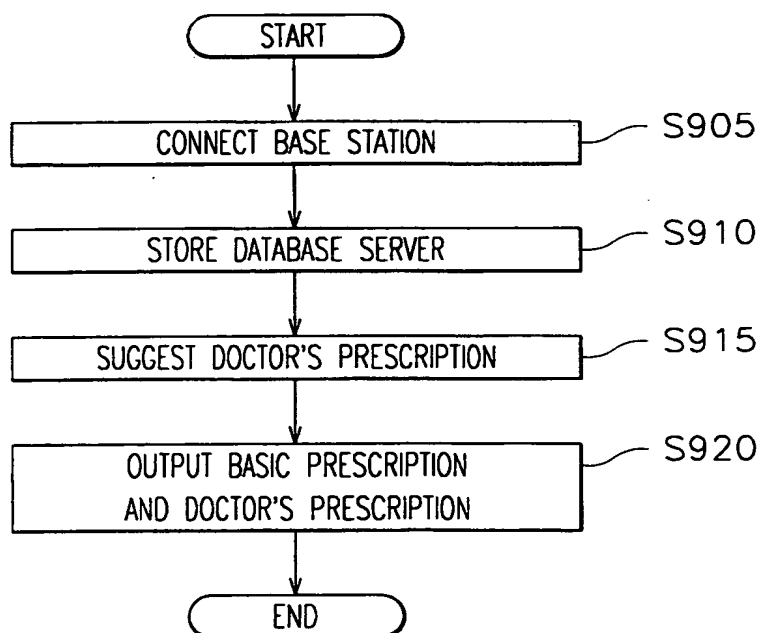 START
CONNECT BASE STATION
S905
STORE DATABASE SERVER
S910
SUGGEST DOCTOR'S PRESCRIPTION
S915
OUTPUT BASIC PRESCRIPTION
AND DOCTOR'S PRESCRIPTION
S920
END